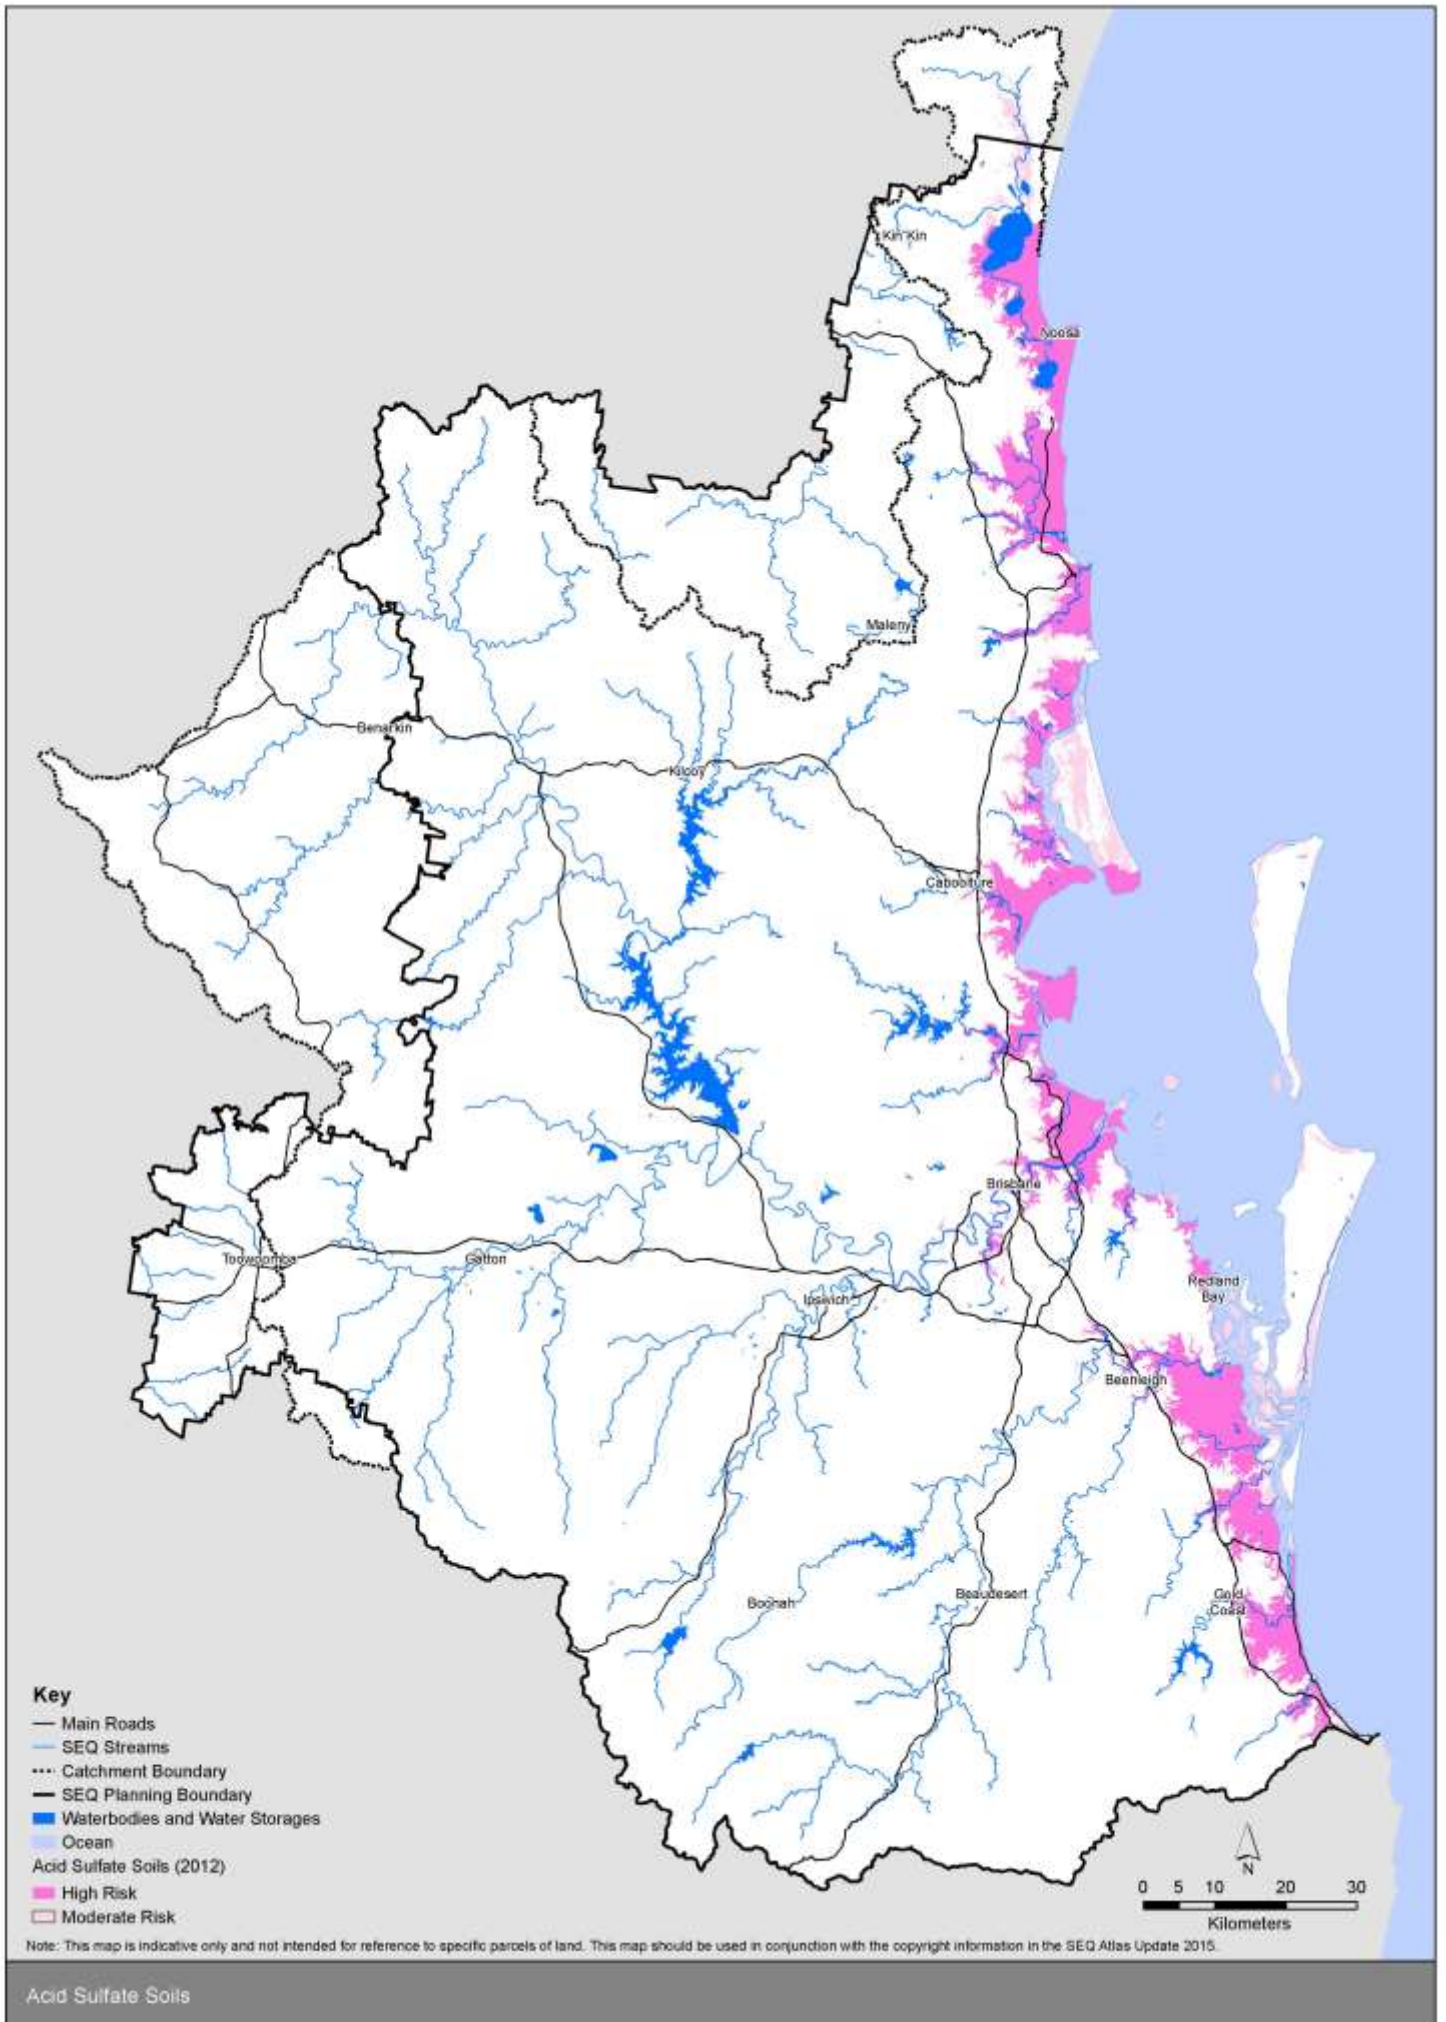 Kin Kin
Noosa
Maleny
Benarkin
Kilcoy
Caboolture
Brisbane
Toowoomba
Gatton
Ipswich
Redland
Bay
Beenleigh
Boonah
Beaudesert
Gold
Coast
Key
Main Roads
SEQ Streams
Catchment Boundary
SEQ Planning Boundary
Waterbodies and Water Storages
Ocean
Acid Sulfate Soils (2012)
High Risk
Moderate Risk
N
0 5 10 20 30
Kilometers
Note: This map is indicative only and not intended for reference to specific parcels of land. This map should be used in conjunction with the copyright information in the SEQ Atlas Update 2015.
Acid Sulfate Soils